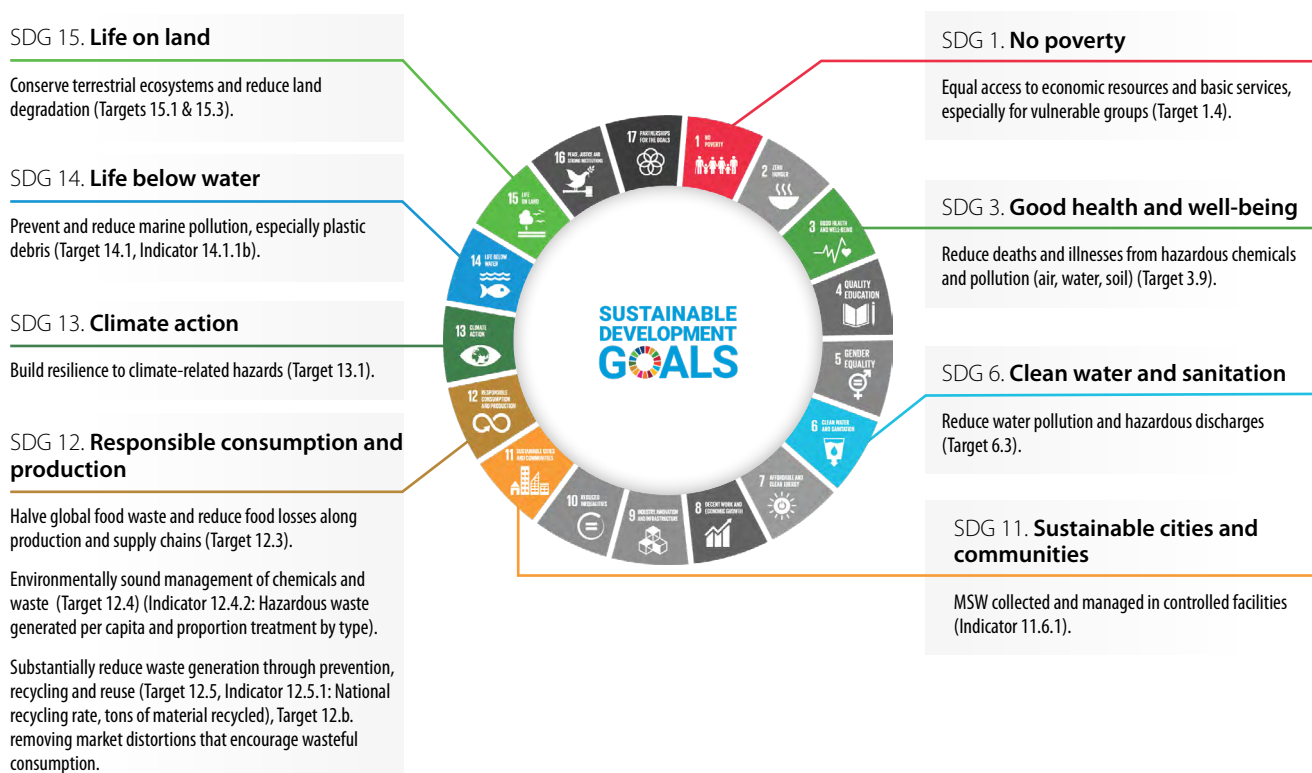 SDG 15. Life on land
Conserve terrestrial ecosystems and reduce land
degradation (Targets 15.1 & 15.3).
SDG 14. Life below water
Prevent and reduce marine pollution, especially plastic
debris (Target 14.1, Indicator 14.1.1b).
SDG 13. Climate action
Build resilience to climate-related hazards (Target 13.1).
SDG 12. Responsible consumption and
production
Halve global food waste and reduce food losses along
production and supply chains (Target 12.3).
Environmentally sound management of chemicals and
waste (Target 12.4) (Indicator 12.4.2: Hazardous waste
generated per capita and proportion treatment by type).
Substantially reduce waste generation through prevention,
recycling and reuse (Target 12.5, Indicator 12.5.1: National
recycling rate, tons of material recycled), Target 12.b.
removing market distortions that encourage wasteful
consumption.
1 NO
POVERTY
2 ZERO
HUNGER
3 GOOD HEALTH
AND WELL-BEING
4 QUALITY
EDUCATION
5 GENDER
EQUALITY
6 CLEAN WATER
AND SANITATION
7 AFFORDABLE AND
CLEAN ENERGY
8 DECENT WORK AND
ECONOMIC GROWTH
9 INDUSTRY, INNOVATION
AND INFRASTRUCTURE
10 REDUCED
INEQUALITIES
11 SUSTAINABLE CITIES
AND COMMUNITIES
12 RESPONSIBLE
CONSUMPTION
AND PRODUCTION
13 CLIMATE
ACTION
14 LIFE BELOW
WATER
15 LIFE
ON LAND
16 PEACE, JUSTICE AND
STRONG INSTITUTIONS
17 PARTNERSHIPS
FOR THE GOALS
SUSTAINABLE
DEVELOPMENT
GOALS
SDG 1. No poverty
Equal access to economic resources and basic services,
especially for vulnerable groups (Target 1.4).
SDG 3. Good health and well-being
Reduce deaths and illnesses from hazardous chemicals
and pollution (air, water, soil) (Target 3.9).
SDG 6. Clean water and sanitation
Reduce water pollution and hazardous discharges
(Target 6.3).
SDG 11. Sustainable cities and
communities
MSW collected and managed in controlled facilities
(Indicator 11.6.1).